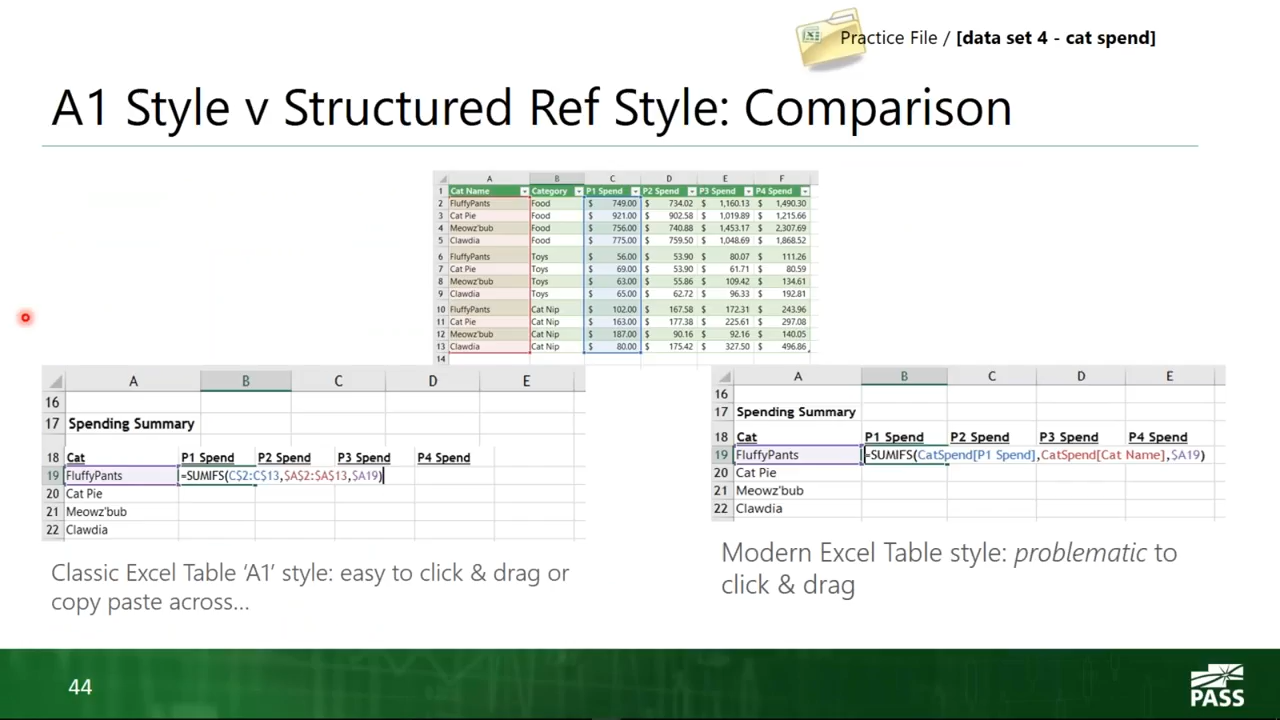 Practice File / [data set 4 - cat spend]
A1 Style v Structured Ref Style: Comparison
A B C D E F
1 Cat Name Category P1 Spend P2 Spend P3 Spend P4 Spend
2 FluffyPants Food $ 749.00 $ 734.02 $ 1,160.13 $ 1,490.30
3 Cat Pie Food $ 921.00 $ 902.58 $ 1,019.89 $ 1,215.66
4 Meowz'bub Food $ 756.00 $ 740.88 $ 1,453.17 $ 2,307.69
5 Clawdia Food $ 775.00 $ 759.50 $ 1,048.69 $ 1,868.52
6 FluffyPants Toys $ 56.00 $ 53.90 $ 80.07 $ 111.26
7 Cat Pie Toys $ 69.00 $ 53.90 $ 61.71 $ 80.59
8 Meowz'bub Toys $ 63.00 $ 55.86 $ 109.42 $ 134.61
9 Clawdia Toys $ 65.00 $ 62.72 $ 96.33 $ 192.81
10 FluffyPants Cat Nip $ 102.00 $ 167.58 $ 172.31 $ 243.96
11 Cat Pie Cat Nip $ 163.00 $ 177.38 $ 225.61 $ 297.08
12 Meowz'bub Cat Nip $ 187.00 $ 90.16 $ 92.16 $ 140.05
13 Clawdia Cat Nip $ 80.00 $ 175.42 $ 327.50 $ 496.86
14
A B C D E
16
17 Spending Summary
18 Cat P1 Spend P2 Spend P3 Spend P4 Spend
19 FluffyPants =SUMIFS(C$2:C$13,$A$2:$A$13,$A19)
20 Cat Pie
21 Meowz'bub
22 Clawdia
Classic Excel Table ‘A1’ style: easy to click & drag or
copy paste across...
A B C D E
16
17 Spending Summary
18 Cat P1 Spend P2 Spend P3 Spend P4 Spend
19 FluffyPants =SUMIFS(CatSpend[P1 Spend],CatSpend[Cat Name],$A19)
20 Cat Pie
21 Meowz'bub
22 Clawdia
Modern Excel Table style: problematic to
click & drag
44
PASS